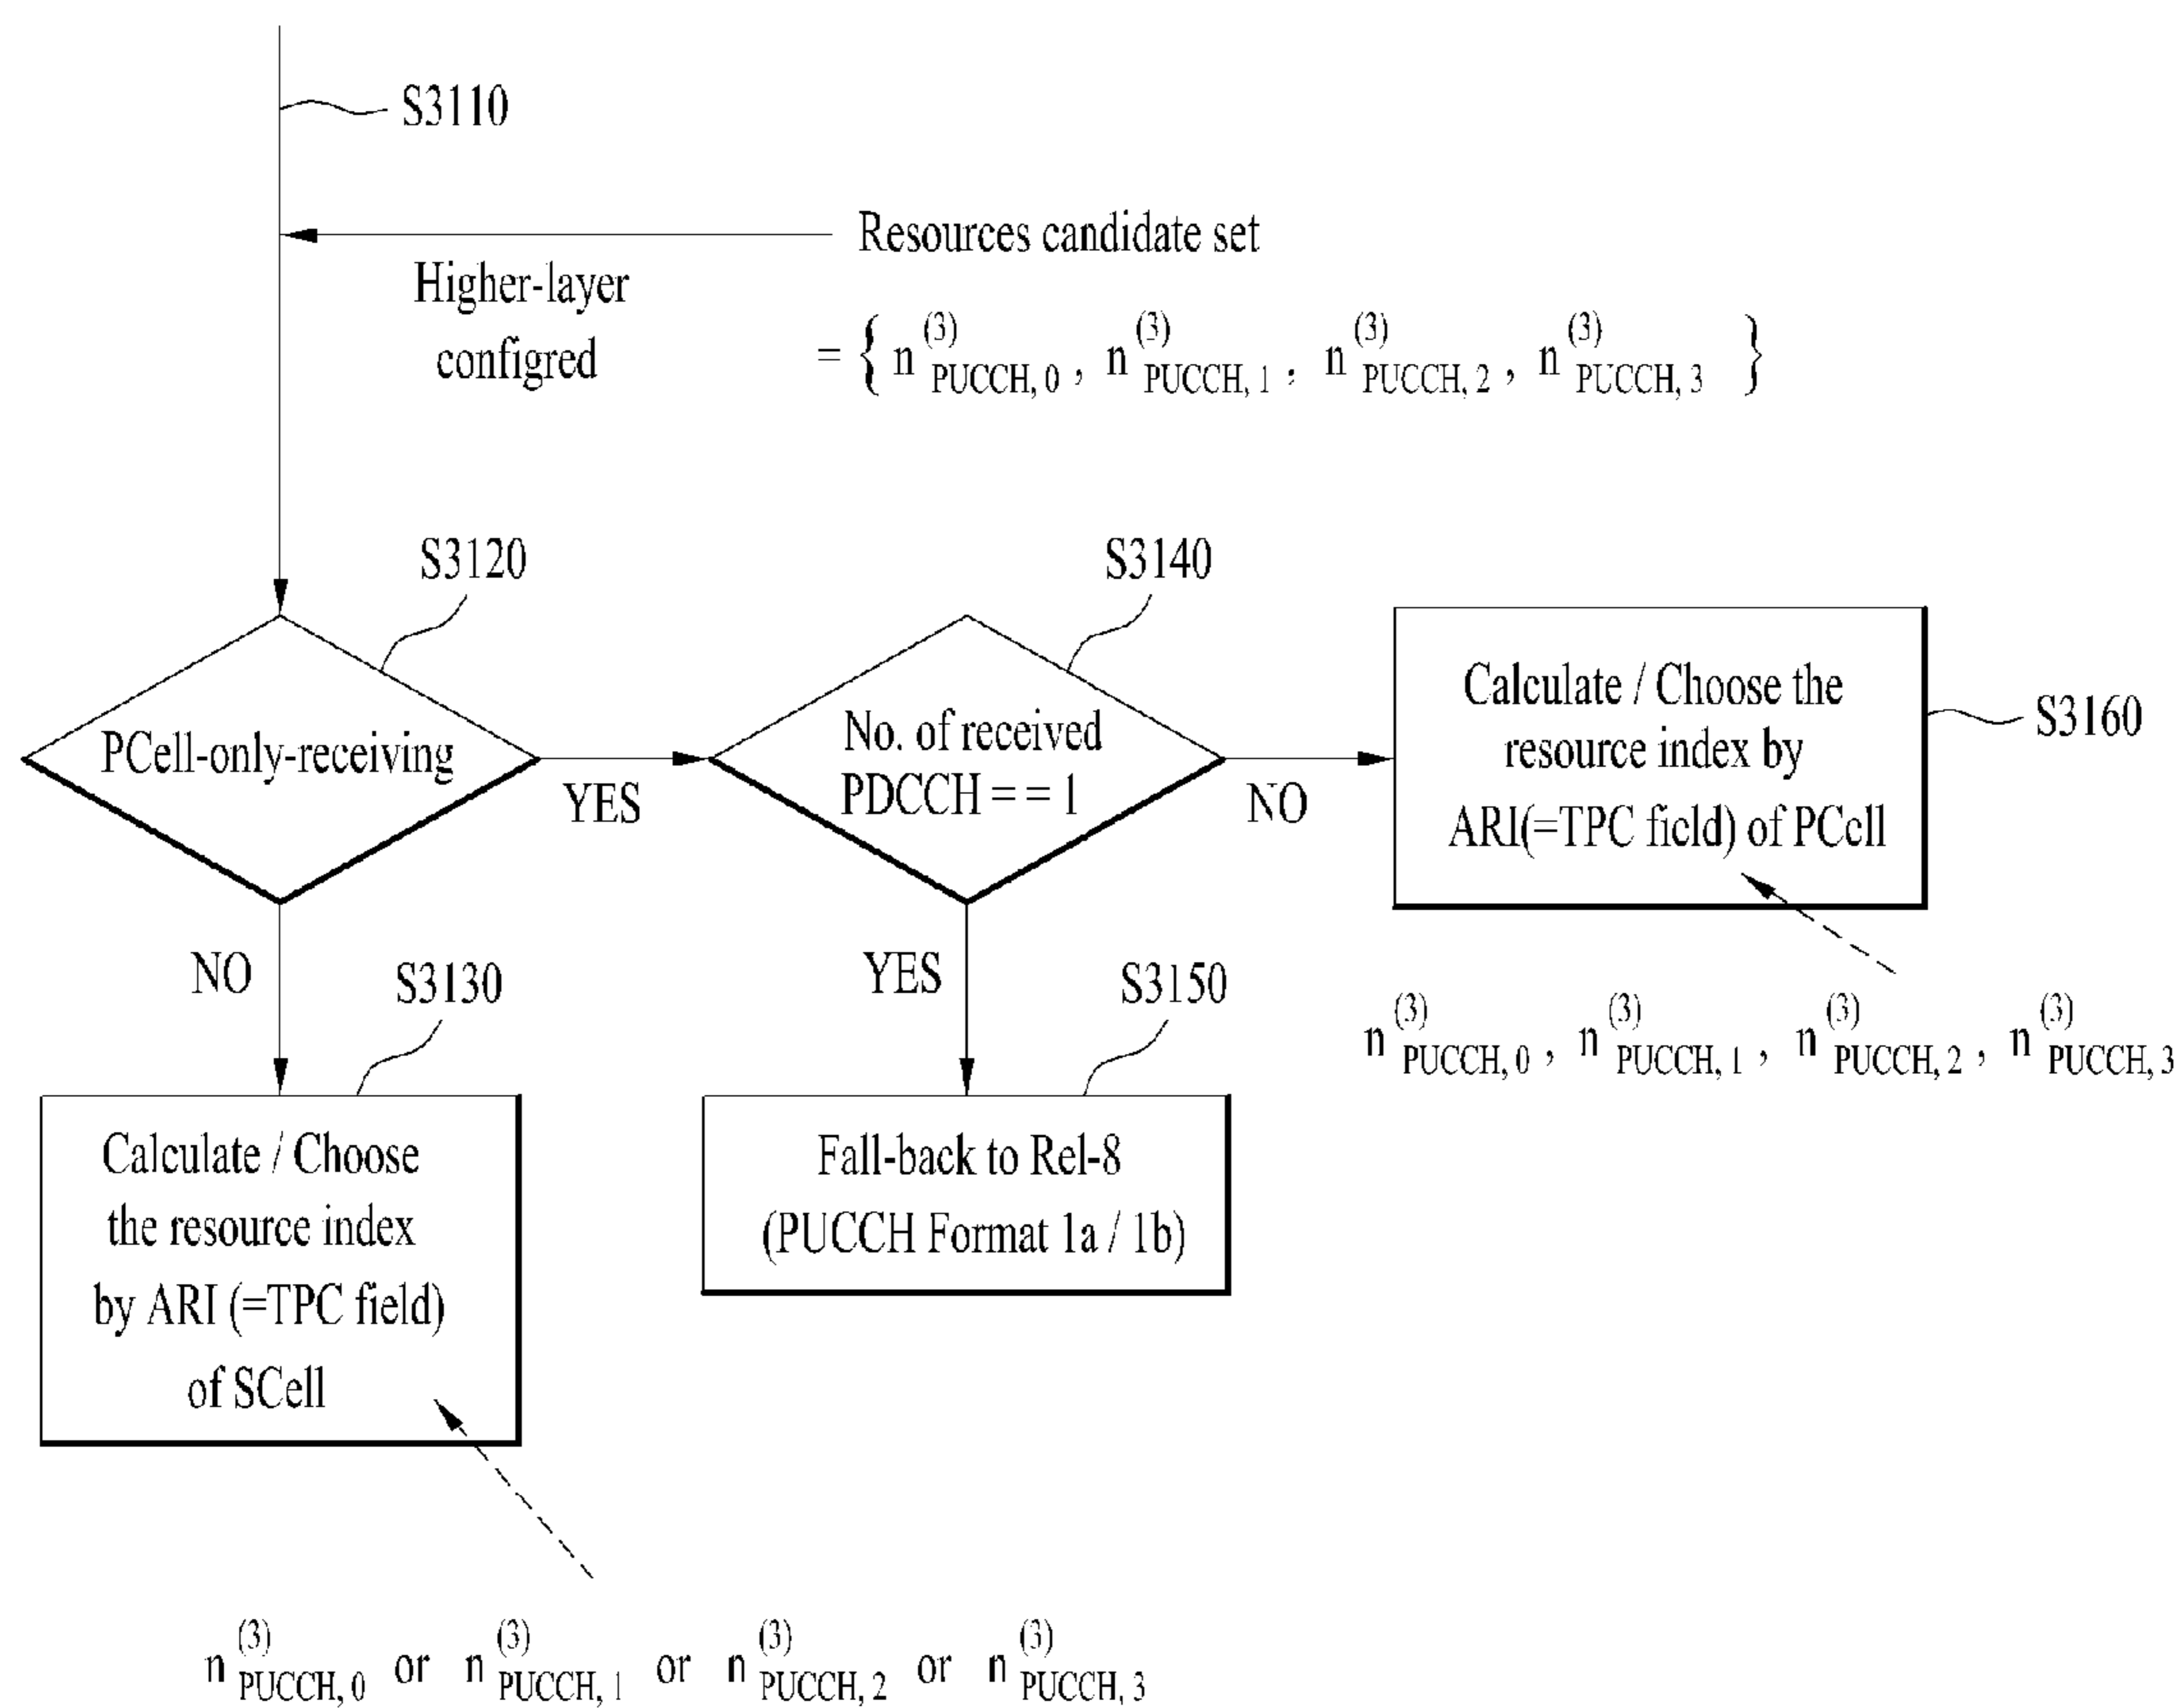 S3110
Resources candidate set
Higher-layer
configred
= { n^{(3)}_{PUCCH, 0} , n^{(3)}_{PUCCH, 1} , n^{(3)}_{PUCCH, 2} , n^{(3)}_{PUCCH, 3} }
S3120
PCell-only-receiving
YES
NO
S3140
No. of received
PDCCH = = 1
NO
YES
Calculate / Choose the
resource index by
ARI(=TPC field) of PCell
S3160
n^{(3)}_{PUCCH, 0} , n^{(3)}_{PUCCH, 1} , n^{(3)}_{PUCCH, 2} , n^{(3)}_{PUCCH, 3}
S3130
Calculate / Choose
the resource index
by ARI (=TPC field)
of SCell
S3150
Fall-back to Rel-8
(PUCCH Format 1a / 1b)
n^{(3)}_{PUCCH, 0} or n^{(3)}_{PUCCH, 1} or n^{(3)}_{PUCCH, 2} or n^{(3)}_{PUCCH, 3}